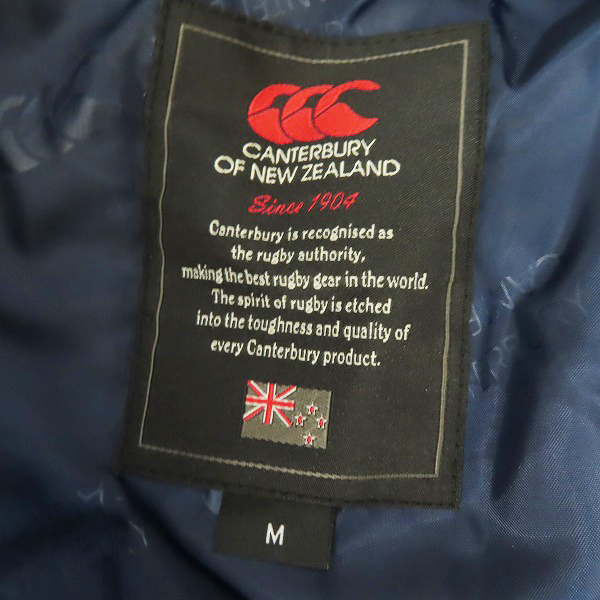 CANTERBURY
OF NEW ZEALAND
Since 1904
Canterbury is recognised as
the rugby authority,
making the best rugby gear in the world.
The spirit of rugby is etched
into the toughness and quality of
every Canterbury product.
M